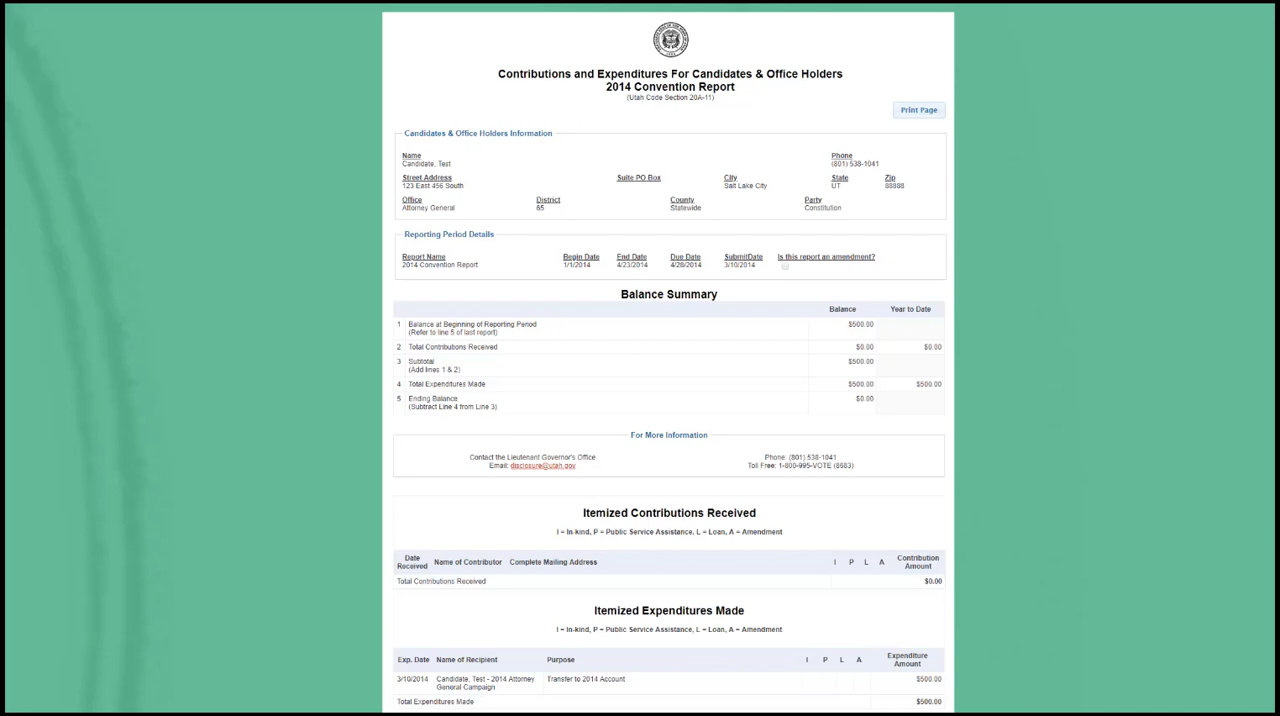 Contributions and Expenditures For Candidates & Office Holders
2014 Convention Report
(Utah Code Section 20A-11)
Print Page
Candidates & Office Holders Information
Name Phone
Candidate, Test (801) 538-1041
Street Address Suite PO Box City State Zip
123 East 456 South Salt Lake City UT 88888
Office District County Party
Attorney General 65 Statewide Constitution
Reporting Period Details
Report Name Begin Date End Date Due Date SubmitDate Is this report an amendment?
2014 Convention Report 1/1/2014 4/23/2014 4/28/2014 3/10/2014
Balance Summary
Balance Year to Date
1 Balance at Beginning of Reporting Period $500.00
(Refer to line 5 of last report)
2 Total Contributions Received $0.00 $0.00
3 Subtotal $500.00
(Add lines 1 & 2)
4 Total Expenditures Made $500.00 $500.00
5 Ending Balance $0.00
(Subtract Line 4 from Line 3)
For More Information
Contact the Lieutenant Governor's Office Phone: (801) 538-1041
Email: disclosure@utah.gov Toll Free: 1-800-995-VOTE (8683)
Itemized Contributions Received
I = In-kind, P = Public Service Assistance, L = Loan, A = Amendment
Date Received Name of Contributor Complete Mailing Address I P L A Contribution Amount
Total Contributions Received $0.00
Itemized Expenditures Made
I = In-kind, P = Public Service Assistance, L = Loan, A = Amendment
Exp. Date Name of Recipient Purpose I P L A Expenditure Amount
3/10/2014 Candidate, Test - 2014 Attorney Transfer to 2014 Account $500.00
General Campaign
Total Expenditures Made $500.00